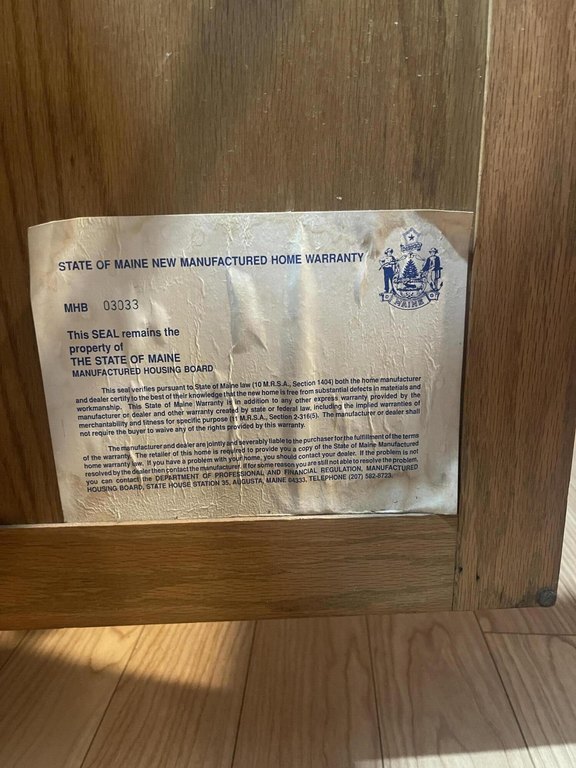 STATE OF MAINE NEW MANUFACTURED HOME WARRANTY
MAINE
MHB 03033
This SEAL remains the
property of
THE STATE OF MAINE
MANUFACTURED HOUSING BOARD
This seal verifies pursuant to State of Maine law (10 M.R.S.A., Section 1404) both the home manufacturer
and dealer certify to the best of their knowledge that the new home is free from substantial defects in materials and
workmanship. This State of Maine Warranty is in addition to any other express warranty provided by the
manufacturer or dealer and other warranty created by state or federal law, including the implied warranties of
merchantability and fitness for specific purpose (11 M.R.S.A., Section 2-316(5). The manufacturer or dealer shall
not require the buyer to waive any of the rights provided by this warranty.
The manufacturer and dealer are jointly and severably liable to the purchaser for the fulfillment of the terms
of the warranty. The retailer of this home is required to provide you a copy of the State of Maine Manufactured
home warranty law. If you have a problem with your home, you should contact your dealer. If the problem is not
resolved by the dealer then contact the manufacturer. If for some reason you are still not able to resolve the problem,
you can contact the DEPARTMENT OF PROFESSIONAL AND FINANCIAL REGULATION, MANUFACTURED
HOUSING BOARD, STATE HOUSE STATION 35, AUGUSTA, MAINE 04333. TELEPHONE (207) 582-8723.